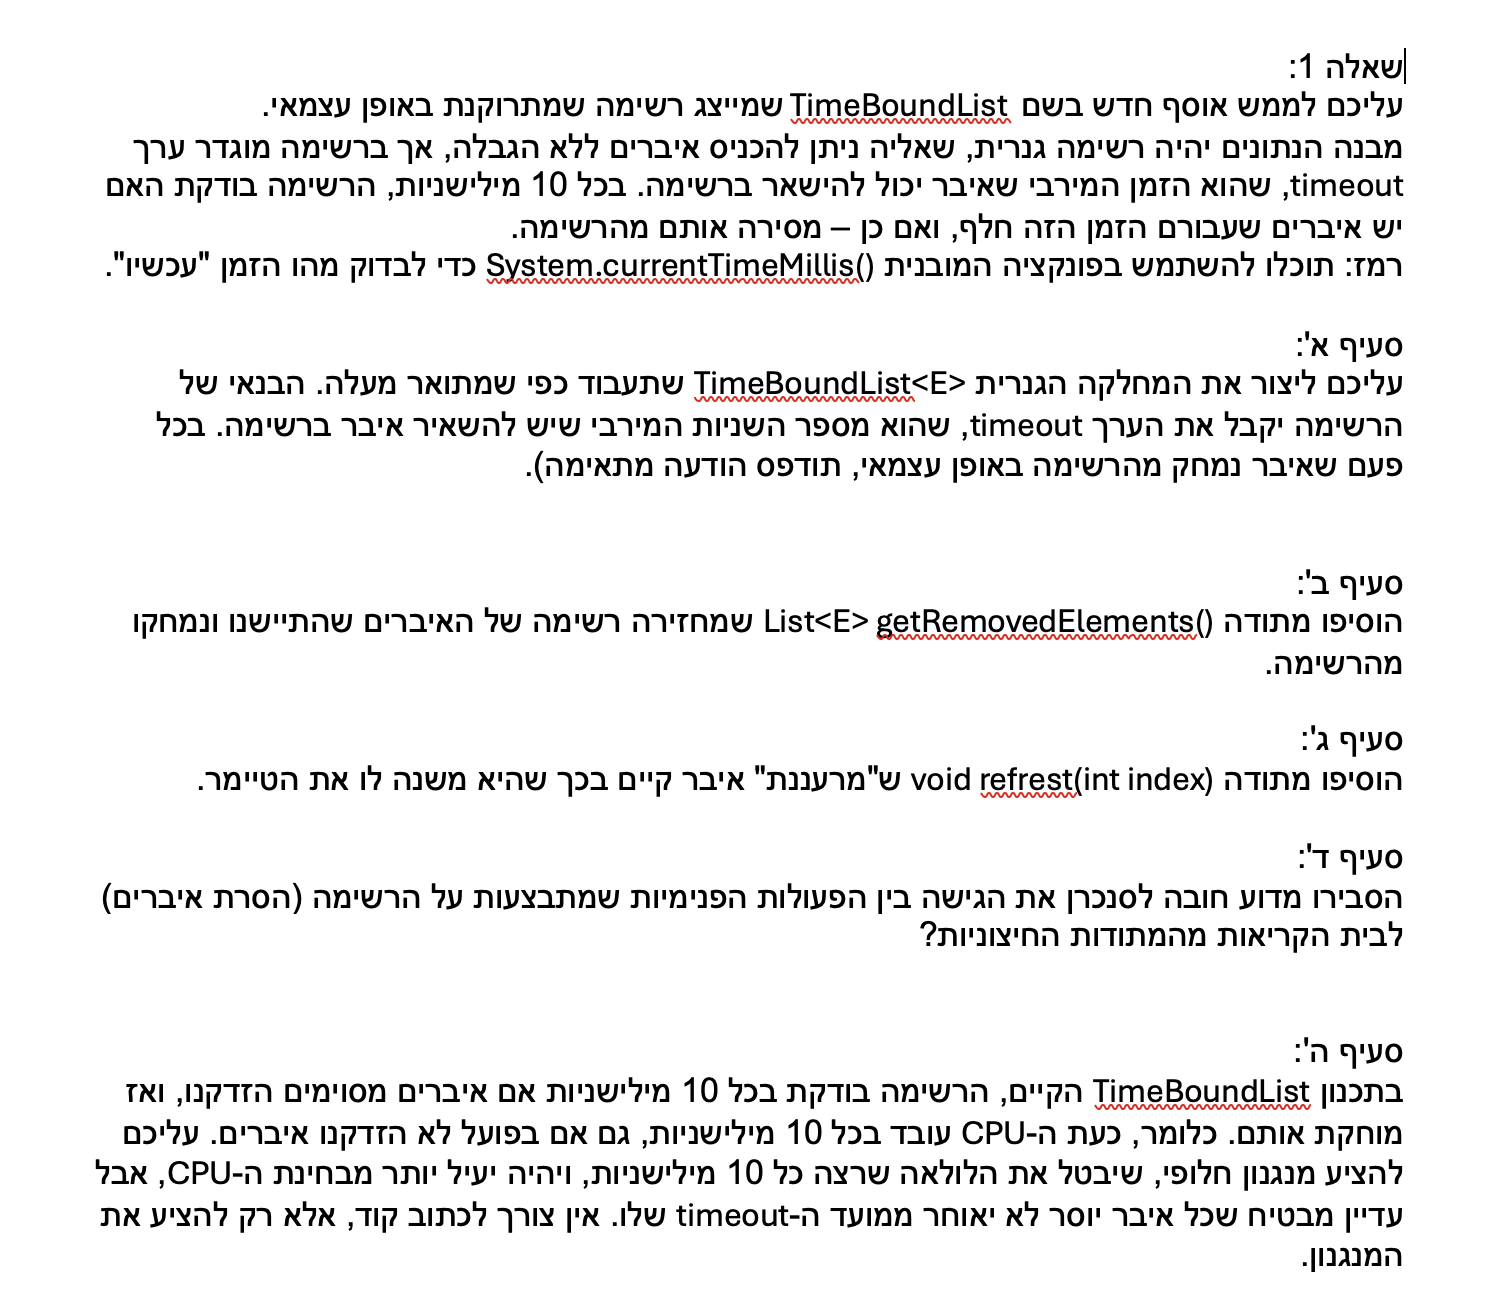 שאלה 1:
עליכם לממש אוסף חדש בשם TimeBoundList שמייצג רשימה שמתרוקנת באופן עצמאי.
מבנה הנתונים יהיה רשימה גנרית, שאליה ניתן להכניס איברים ללא הגבלה, אך ברשימה מוגדר ערך
timeout, שהוא הזמן המירבי שאיבר יכול להישאר ברשימה. בכל 10 מילישניות, הרשימה בודקת האם
יש איברים שעבורם הזמן הזה חלף, ואם כן – מסירה אותם מהרשימה.
רמז: תוכלו להשתמש בפונקציה המובנית System.currentTimeMillis() כדי לבדוק מהו הזמן "עכשיו".
סעיף א':
עליכם ליצור את המחלקה הגנרית TimeBoundList<E> שתעבוד כפי שמתואר מעלה. הבנאי של
הרשימה יקבל את הערך timeout, שהוא מספר השניות המירבי שיש להשאיר איבר ברשימה. בכל
פעם שאיבר נמחק מהרשימה באופן עצמאי, תודפס הודעה מתאימה).
סעיף ב':
הוסיפו מתודה List<E> getRemovedElements() שמחזירה רשימה של האיברים שהתיישנו ונמחקו
מהרשימה.
סעיף ג':
הוסיפו מתודה void refrest(int index) ש"מרעננת" איבר קיים בכך שהיא משנה לו את הטיימר.
סעיף ד':
הסבירו מדוע חובה לסנכרן את הגישה בין הפעולות הפנימיות שמתבצעות על הרשימה (הסרת איברים)
לבית הקריאות מהמתודות החיצוניות?
סעיף ה':
בתכנון TimeBoundList הקיים, הרשימה בודקת בכל 10 מילישניות אם איברים מסוימים הזדקנו, ואז
מוחקת אותם. כלומר, כעת ה-CPU עובד בכל 10 מילישניות, גם אם בפועל לא הזדקנו איברים. עליכם
להציע מנגנון חלופי, שיבטל את הלולאה שרצה כל 10 מילישניות, ויהיה יעיל יותר מבחינת ה-CPU, אבל
עדיין מבטיח שכל איבר יוסר לא יאוחר ממועד ה-timeout שלו. אין צורך לכתוב קוד, אלא רק להציע את
המנגנון.